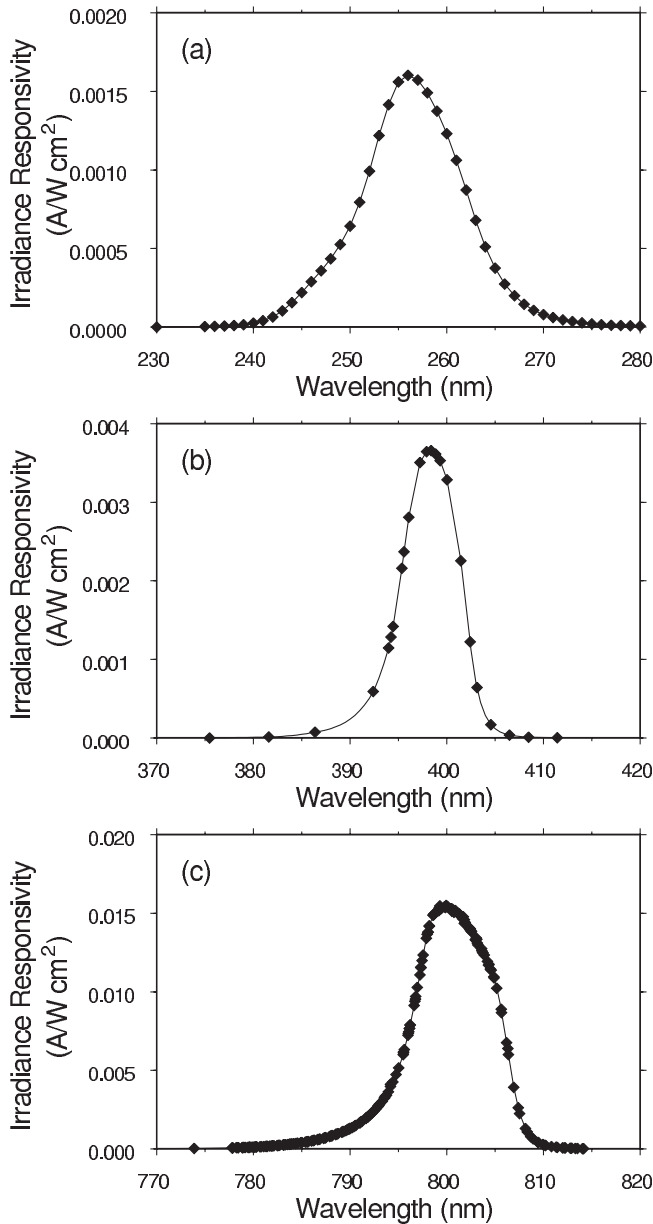 (a)
0.0020
0.0015
0.0010
0.0005
0.0000
Irradiance Responsivity
(A/W cm²)
230 240 250 260 270 280
Wavelength (nm)
(b)
0.004
0.003
0.002
0.001
0.000
Irradiance Responsivity
(A/W cm²)
370 380 390 400 410 420
Wavelength (nm)
(c)
0.020
0.015
0.010
0.005
0.000
Irradiance Responsivity
(A/W cm²)
770 780 790 800 810 820
Wavelength (nm)